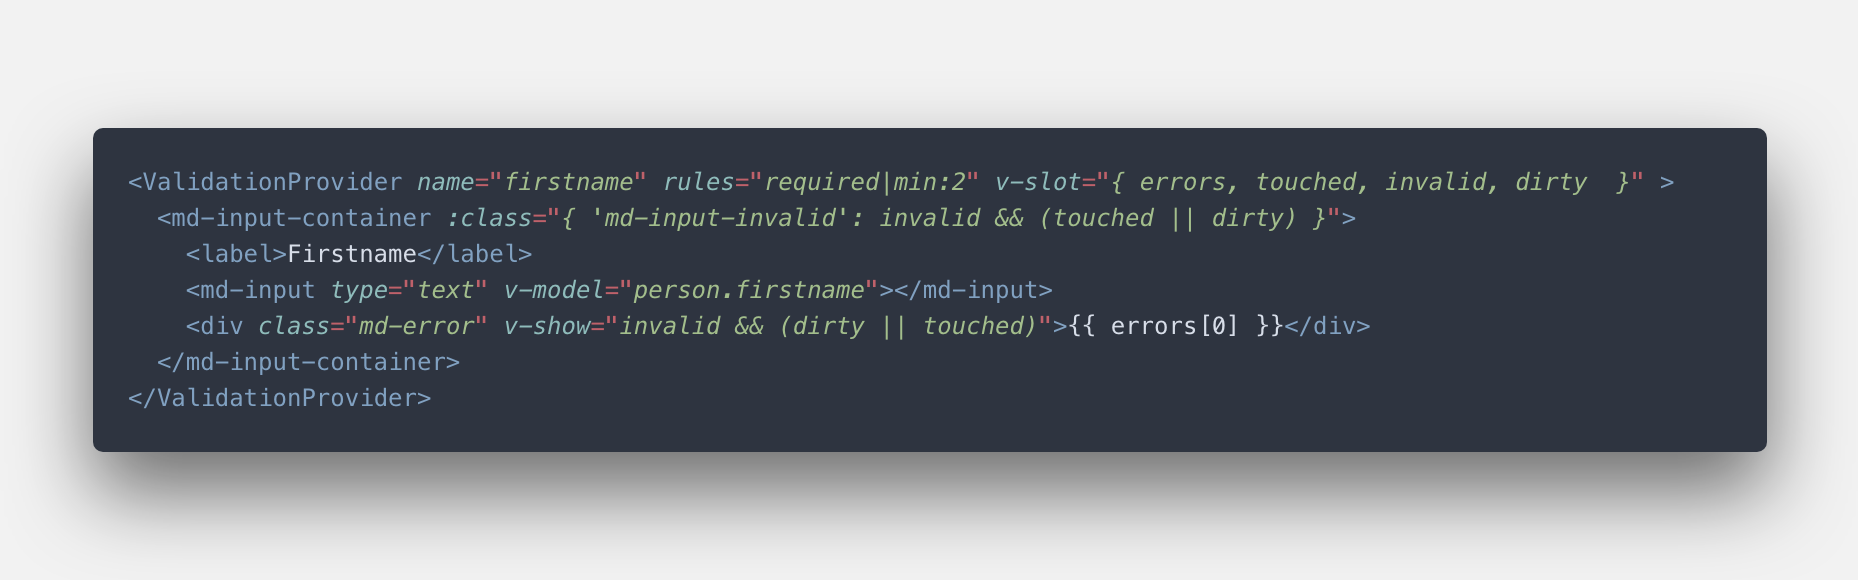 <ValidationProvider name="firstname" rules="required|min:2" v-slot="{ errors, touched, invalid, dirty  }" >
  <md-input-container :class="{ 'md-input-invalid': invalid && (touched || dirty) }">
    <label>Firstname</label>
    <md-input type="text" v-model="person.firstname"></md-input>
    <div class="md-error" v-show="invalid && (dirty || touched)">{{ errors[0] }}</div>
  </md-input-container>
</ValidationProvider>